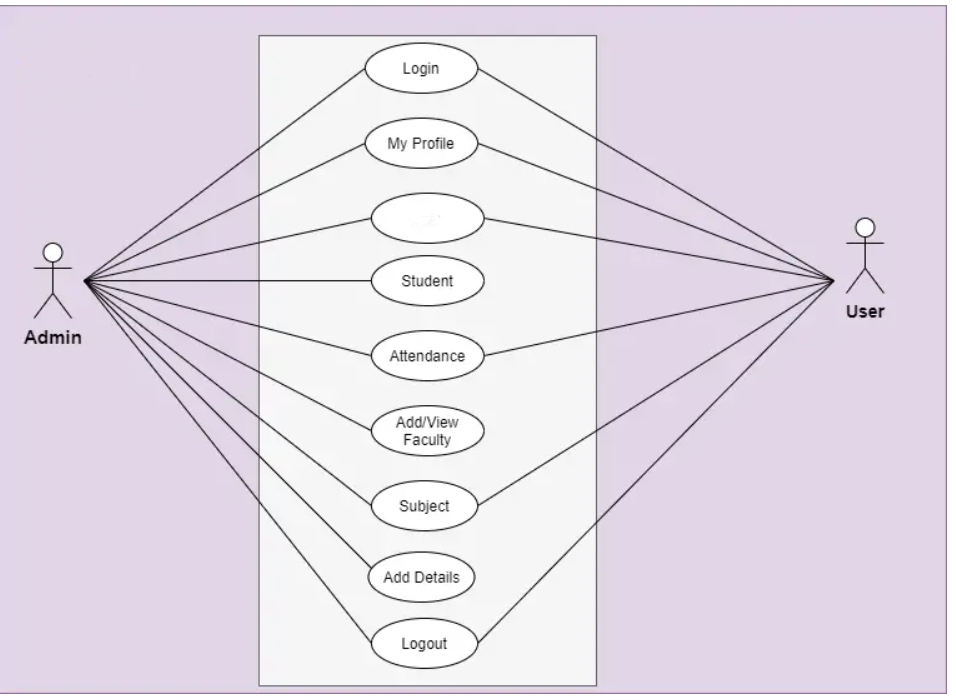 Login
My Profile
Student
Attendance
Add/View
Faculty
Subject
Add Details
Logout
Admin
User